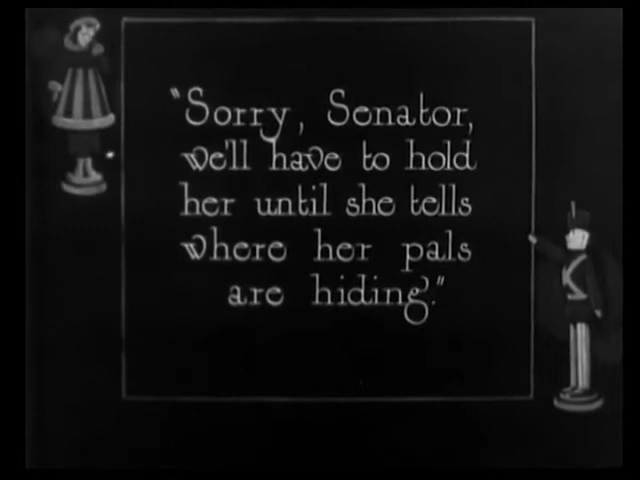 "Sorry, Senator,
we'll have to hold
her until she tells
where her pals
are hiding."